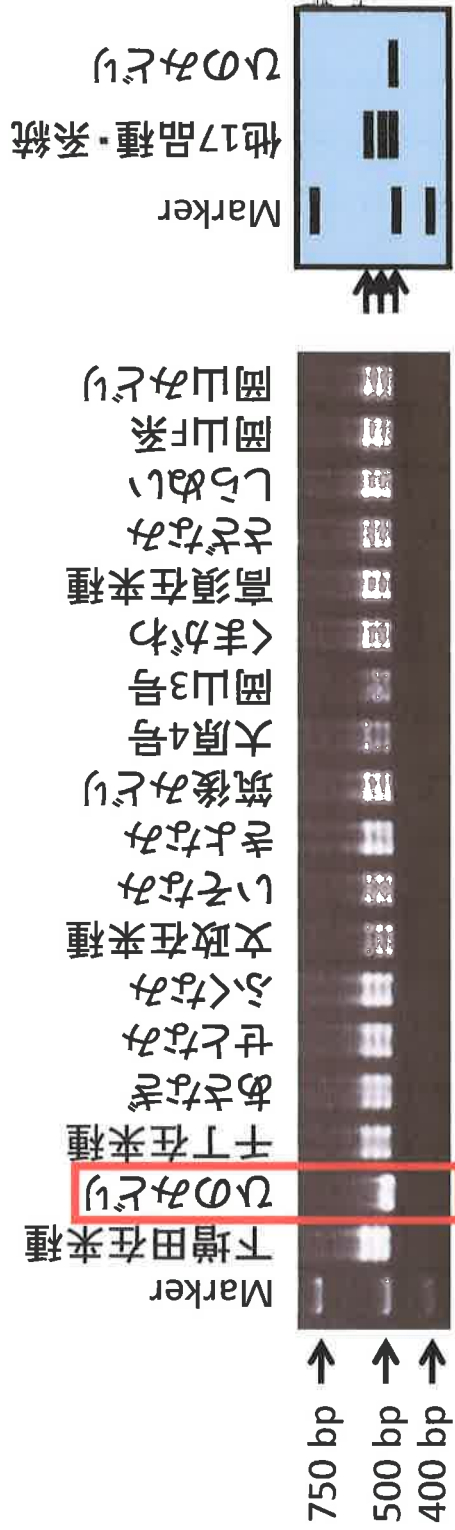 750 bp
500 bp
400 bp
Marker
下増田在来種
ひのみどり
千丁在来種
あさなぎ
せとなみ
ふくなみ
文政在来種
いそなみ
きよなみ
筑後みどり
大原4号
岡山3号
くまがわ
高須在来種
さざなみ
しらぬい
岡山F系
岡山みどり
Marker
他17品種・系統
ひのみどり